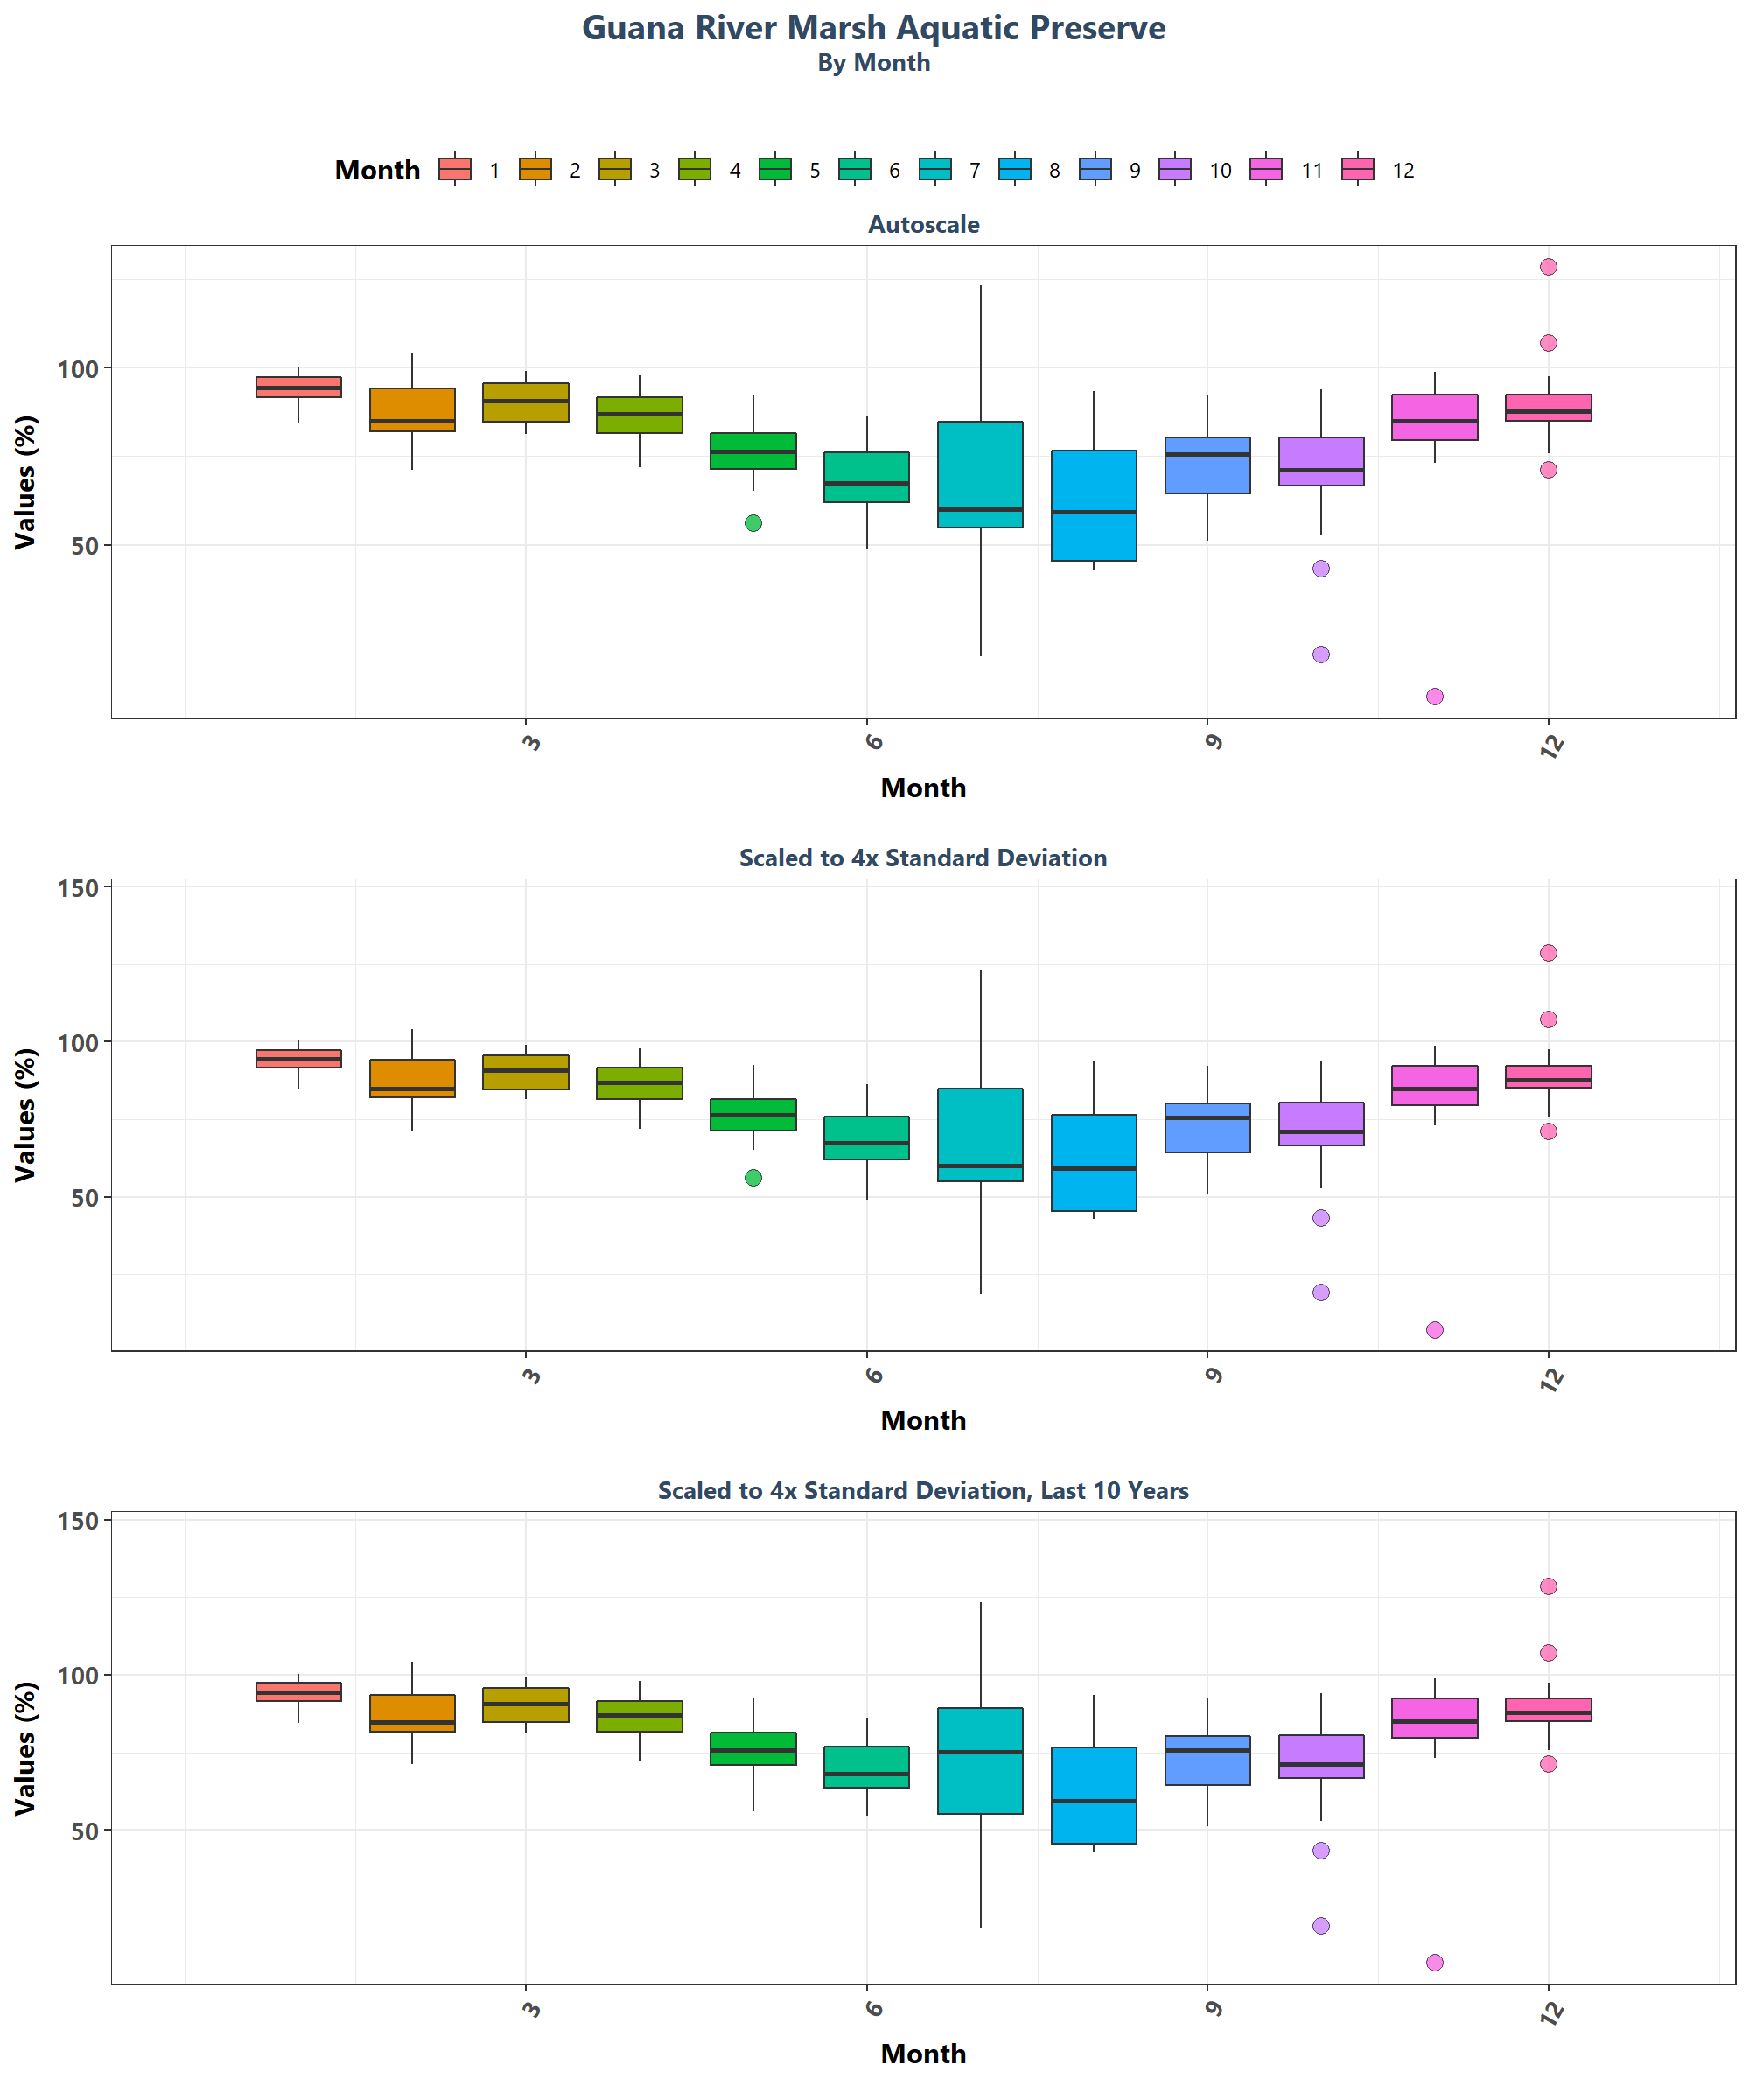 Guana River Marsh Aquatic Preserve
By Month
Month 1 2 3 4 5 6 7 8 9 10 11 12
Autoscale
Values (%)
100
50
3 6 9 12
Month
Scaled to 4x Standard Deviation
Values (%)
150
100
50
3 6 9 12
Month
Scaled to 4x Standard Deviation, Last 10 Years
Values (%)
150
100
50
3 6 9 12
Month